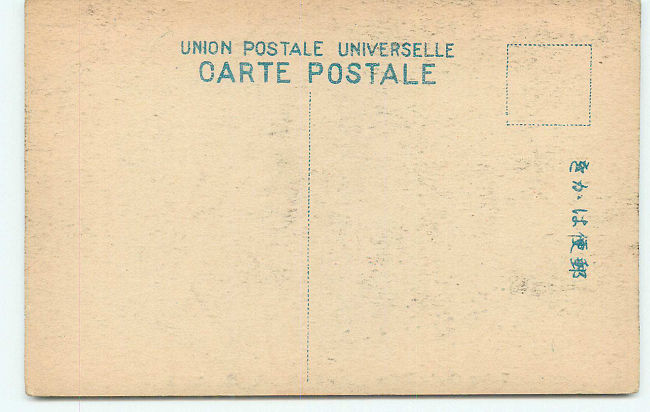 UNION POSTALE UNIVERSELLE
CARTE POSTALE
郵便はがき